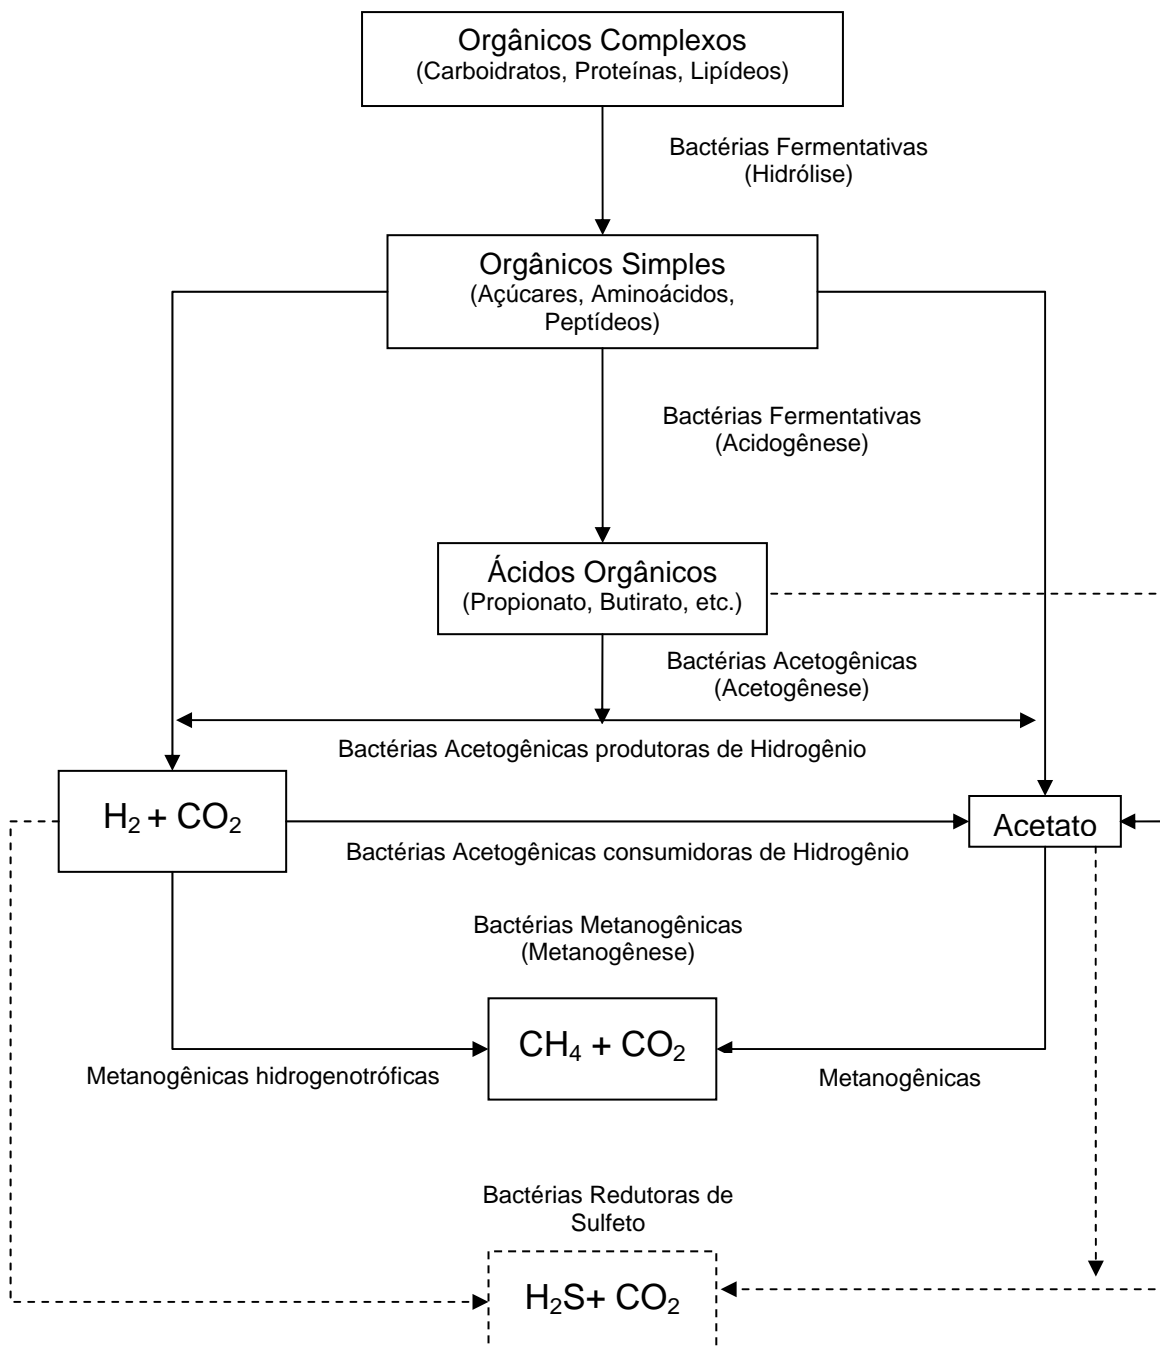 Orgânicos Complexos
(Carboidratos, Proteínas, Lipídeos)
Bactérias Fermentativas
(Hidrólise)
Orgânicos Simples
(Açúcares, Aminoácidos,
Peptídeos)
Bactérias Fermentativas
(Acidogênese)
Ácidos Orgânicos
(Propionato, Butirato, etc.)
Bactérias Acetogênicas
(Acetogênese)
Bactérias Acetogênicas produtoras de Hidrogênio
H₂ + CO₂
Acetato
Bactérias Acetogênicas consumidoras de Hidrogênio
Bactérias Metanogênicas
(Metanogênese)
CH₄ + CO₂
Metanogênicas hidrogenotróficas
Metanogênicas
Bactérias Redutoras de
Sulfeto
H₂S+ CO₂